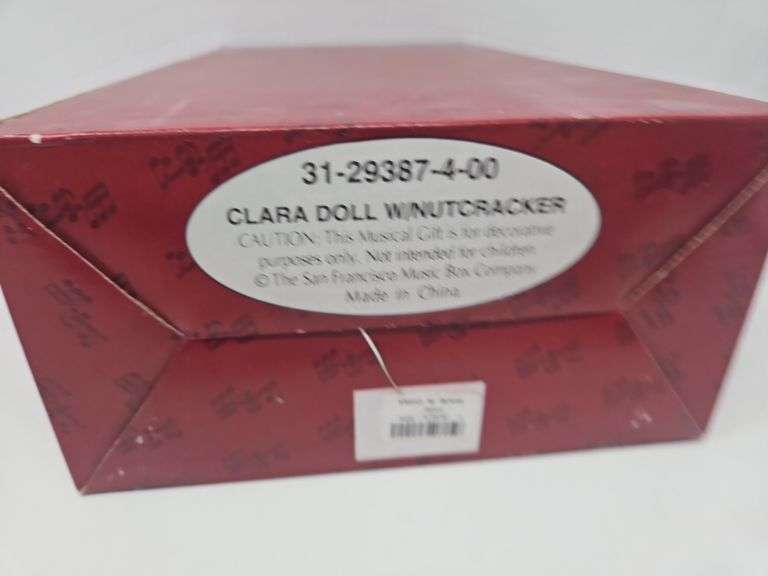 31-29387-4-00
CLARA DOLL W/NUTCRACKER
CAUTION: This Musical Gift is for decorative
purposes only. Not intended for children.
© The San Francisco Music Box Company
Made in China